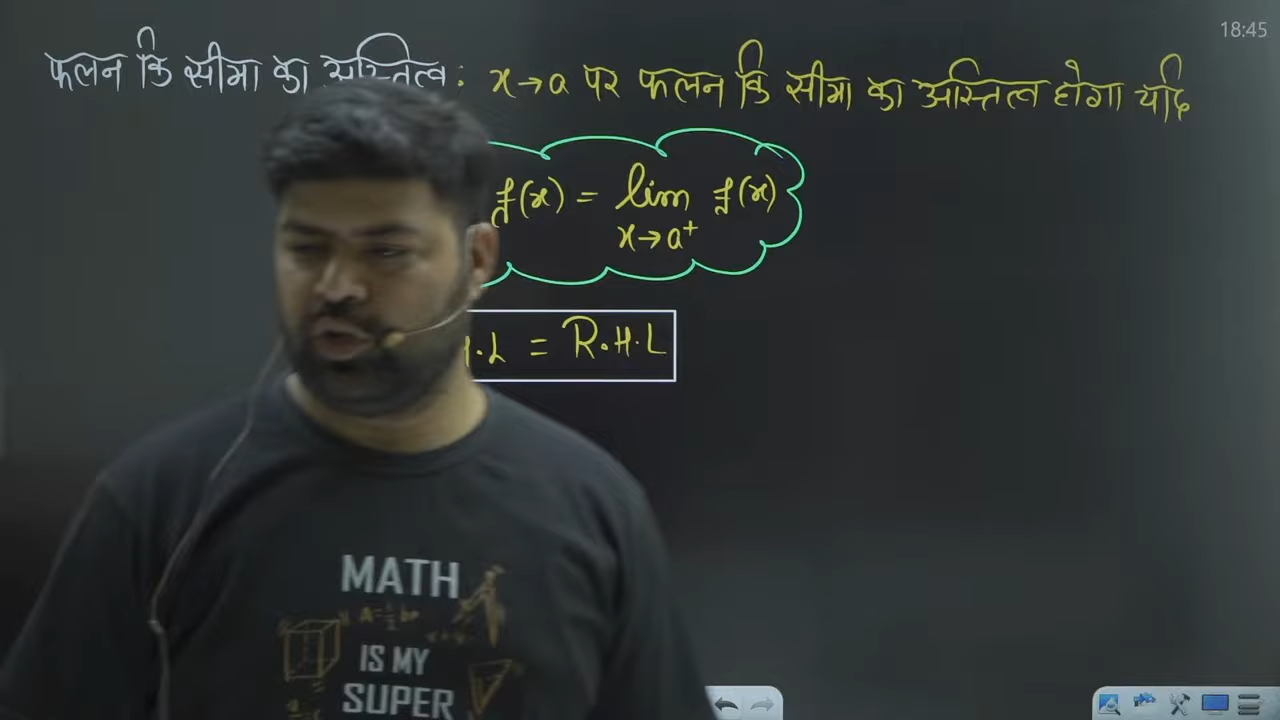 18:45
फलन कि सीमा का अस्तित्व : x→a पर फलन कि सीमा का अस्तित्व होगा यदि
f(x) = lim f(x)
x→a⁺
H.L = R.H.L
MATH
IS MY
SUPER